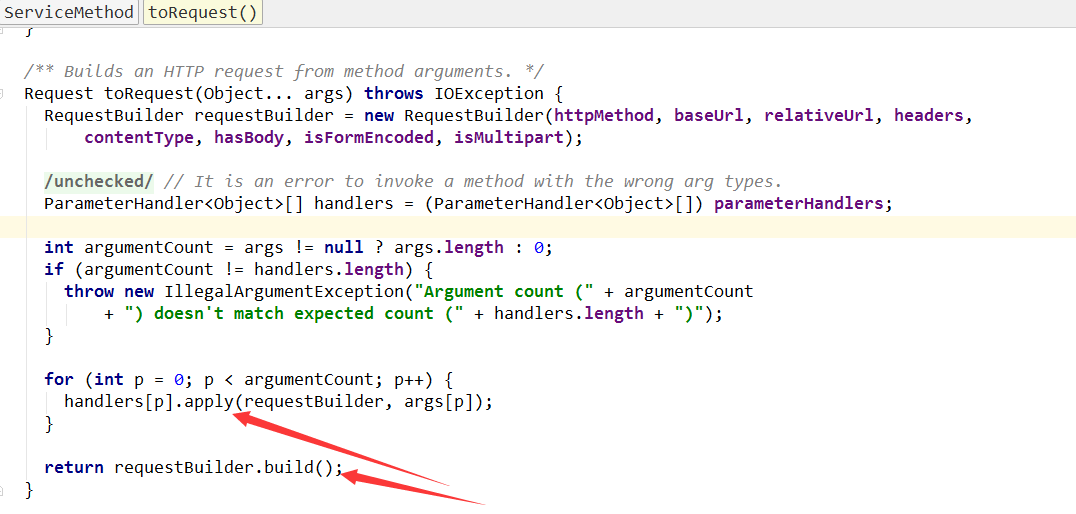 ServiceMethod toRequest()
}
/** Builds an HTTP request from method arguments. */
Request toRequest(Object... args) throws IOException {
RequestBuilder requestBuilder = new RequestBuilder(httpMethod, baseUrl, relativeUrl, headers,
contentType, hasBody, isFormEncoded, isMultipart);
/unchecked/ // It is an error to invoke a method with the wrong arg types.
ParameterHandler<Object>[] handlers = (ParameterHandler<Object>[]) parameterHandlers;
int argumentCount = args != null ? args.length : 0;
if (argumentCount != handlers.length) {
throw new IllegalArgumentException("Argument count (" + argumentCount
+ ") doesn't match expected count (" + handlers.length + ")");
}
for (int p = 0; p < argumentCount; p++) {
handlers[p].apply(requestBuilder, args[p]);
}
return requestBuilder.build();
}